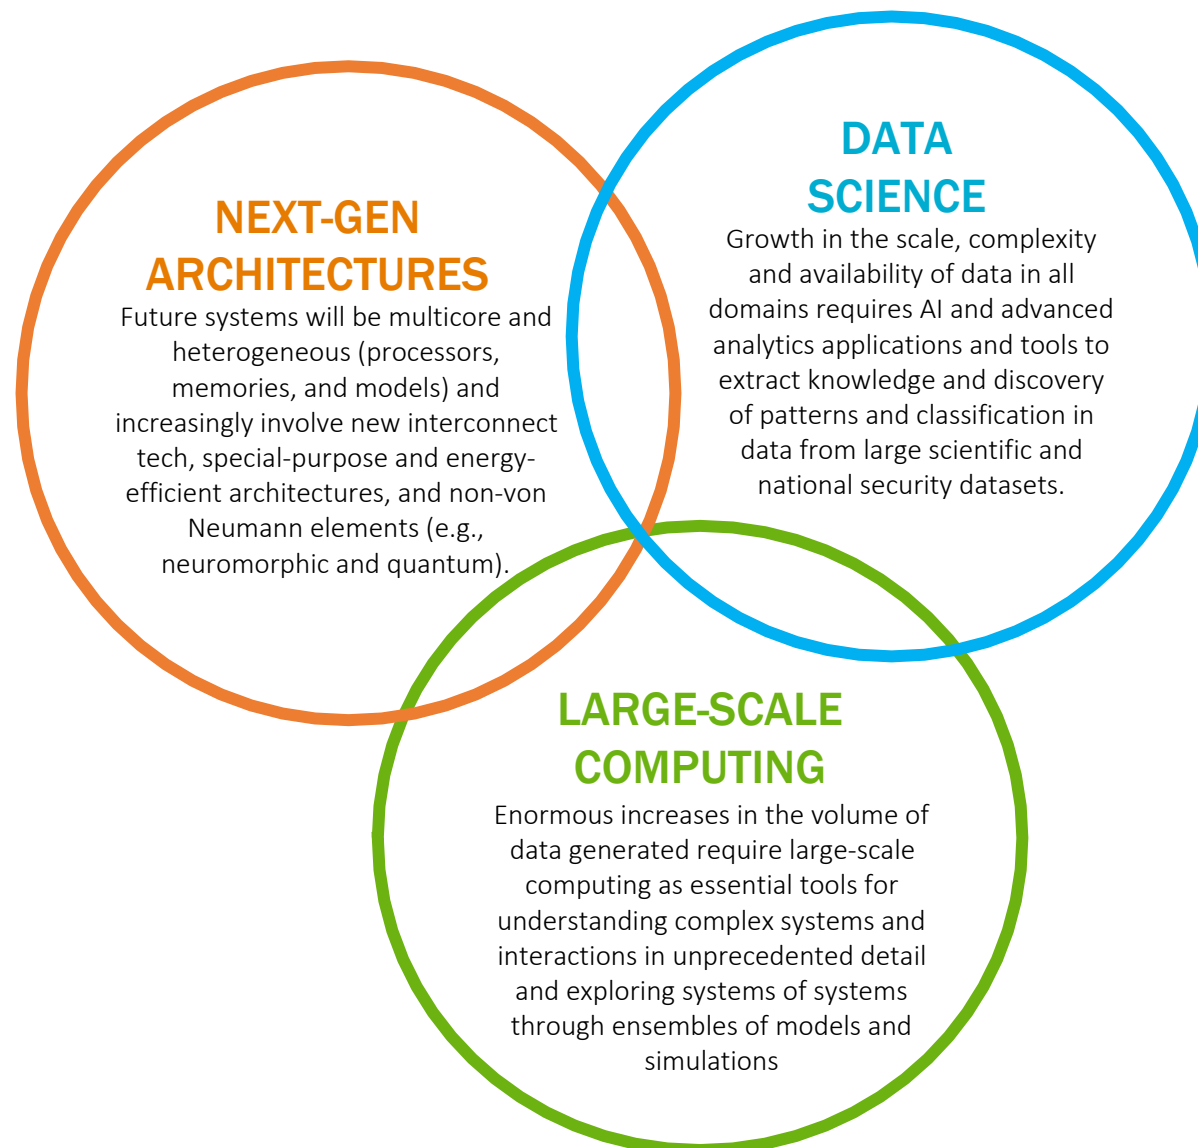 NEXT-GEN
ARCHITECTURES
Future systems will be multicore and
heterogeneous (processors,
memories, and models) and
increasingly involve new interconnect
tech, special-purpose and energy-
efficient architectures, and non-von
Neumann elements (e.g.,
neuromorphic and quantum).
DATA
SCIENCE
Growth in the scale, complexity
and availability of data in all
domains requires AI and advanced
analytics applications and tools to
extract knowledge and discovery
of patterns and classification in
data from large scientific and
national security datasets.
LARGE-SCALE
COMPUTING
Enormous increases in the volume of
data generated require large-scale
computing as essential tools for
understanding complex systems and
interactions in unprecedented detail
and exploring systems of systems
through ensembles of models and
simulations